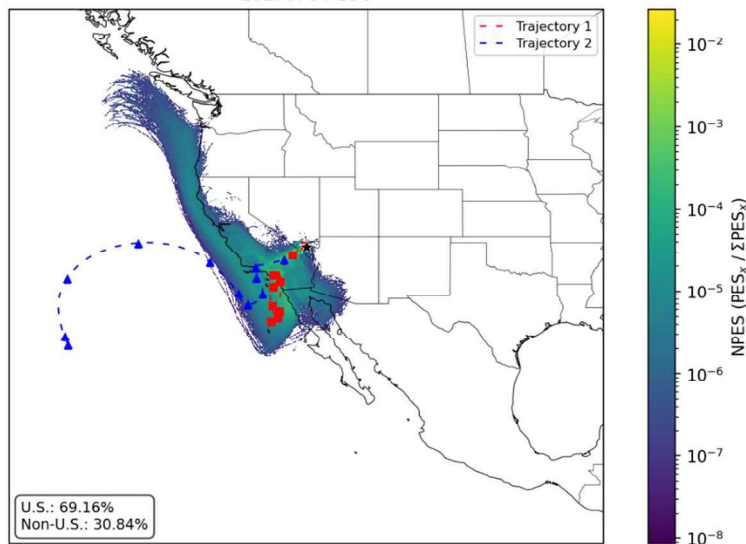 Trajectory 1
Trajectory 2
10⁻²
10⁻³
10⁻⁴
10⁻⁵
10⁻⁶
10⁻⁷
10⁻⁸
NPES (PESₓ / ΣPESₓ)
U.S.: 69.16%
Non-U.S.: 30.84%